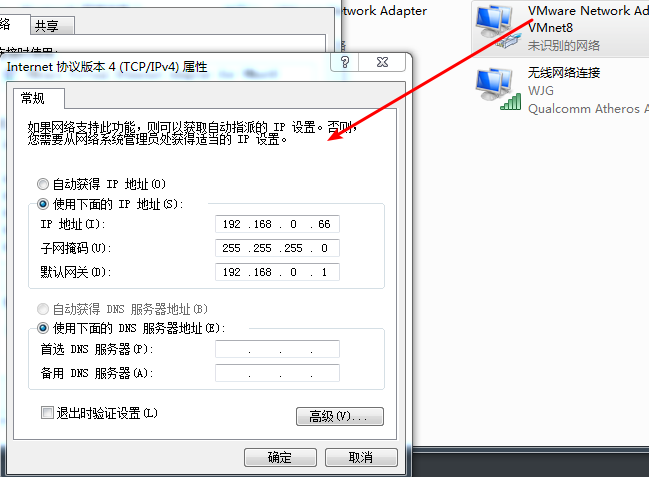 络
共享
etwork Adapter
VMware Network Ad
VMnet8
未识别的网络
无线网络连接
WJG
Qualcomm Atheros A
Internet 协议版本 4 (TCP/IPv4) 属性
?
常规
如果网络支持此功能，则可以获取自动指派的 IP 设置。否则，
您需要从网络系统管理员处获得适当的 IP 设置。
自动获得 IP 地址(O)
使用下面的 IP 地址(S):
IP 地址(I): 192 .168 . 0 . 66
子网掩码(U): 255 .255 .255 . 0
默认网关(D): 192 .168 . 0 . 1
自动获得 DNS 服务器地址(B)
使用下面的 DNS 服务器地址(E):
首选 DNS 服务器(P): . . .
备用 DNS 服务器(A): . . .
退出时验证设置(L)
高级(V)...
确定
取消